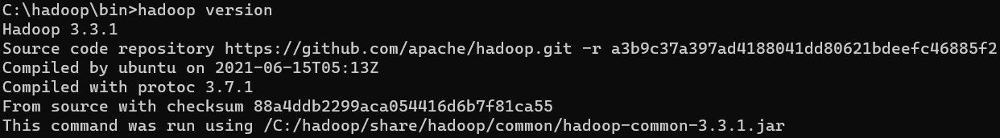 C:\hadoop\bin>hadoop version
Hadoop 3.3.1
Source code repository https://github.com/apache/hadoop.git -r a3b9c37a397ad4188041dd80621bdeefc46885f2
Compiled by ubuntu on 2021-06-15T05:13Z
Compiled with protoc 3.7.1
From source with checksum 88a4ddb2299aca054416d6b7f81ca55
This command was run using /C:/hadoop/share/hadoop/common/hadoop-common-3.3.1.jar